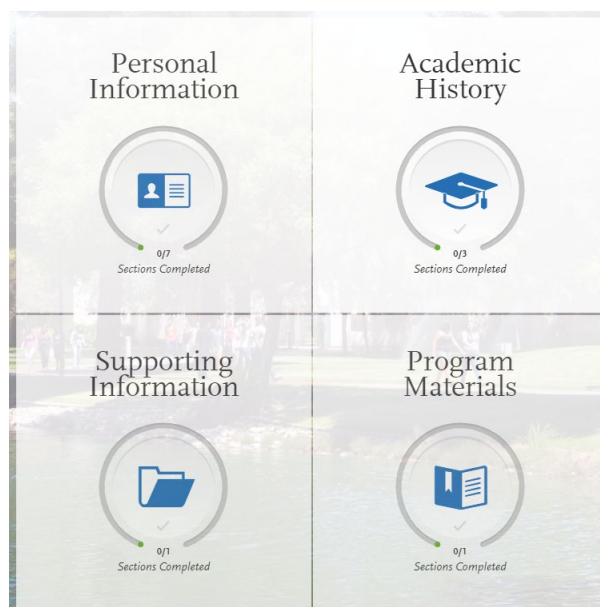 Personal
Information
0/7
Sections Completed
Academic
History
0/3
Sections Completed
Supporting
Information
0/1
Sections Completed
Program
Materials
0/1
Sections Completed